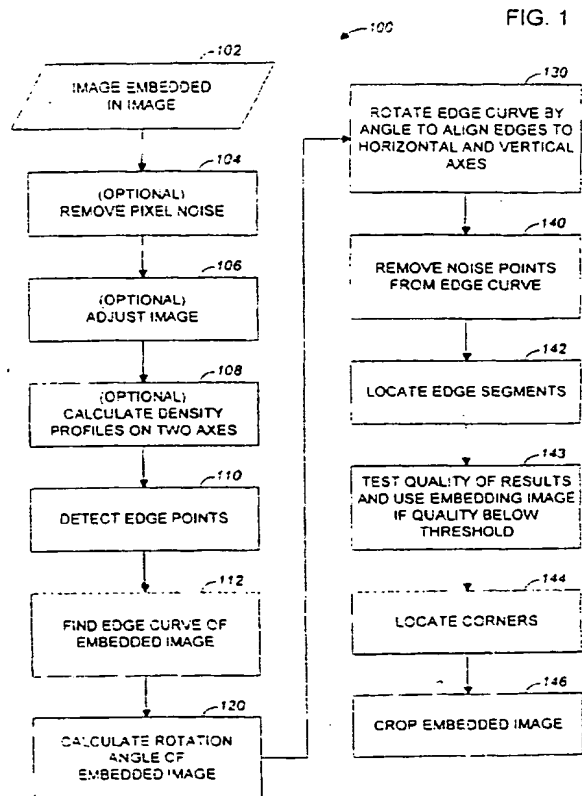 FIG. 1
100
102
IMAGE EMBEDDED
IN IMAGE
104
(OPTIONAL)
REMOVE PIXEL NOISE
106
(OPTIONAL)
ADJUST IMAGE
108
(OPTIONAL)
CALCULATE DENSITY
PROFILES ON TWO AXES
110
DETECT EDGE POINTS
112
FIND EDGE CURVE OF
EMBEDDED IMAGE
120
CALCULATE ROTATION
ANGLE OF
EMBEDDED IMAGE
130
ROTATE EDGE CURVE BY
ANGLE TO ALIGN EDGES TO
HORIZONTAL AND VERTICAL
AXES
140
REMOVE NOISE POINTS
FROM EDGE CURVE
142
LOCATE EDGE SEGMENTS
143
TEST QUALITY OF RESULTS
AND USE EMBEDDING IMAGE
IF QUALITY BELOW
THRESHOLD
144
LOCATE CORNERS
146
CROP EMBEDDED IMAGE